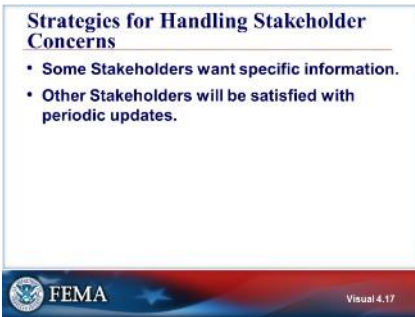 Strategies for Handling Stakeholder
Concerns
• Some Stakeholders want specific information.
• Other Stakeholders will be satisfied with
periodic updates.
FEMA
Visual 4.17